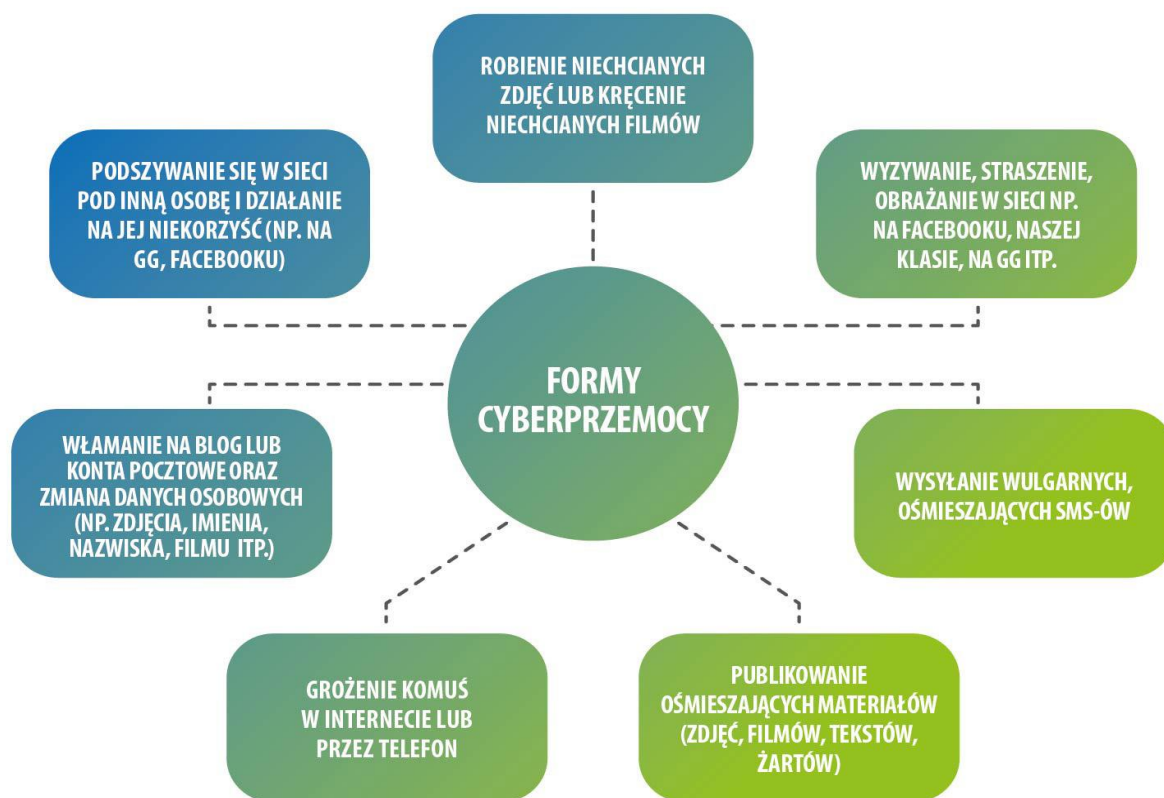 ROBIENIE NIECHCIANYCH
ZDJĘĆ LUB KRĘCENIE
NIECHCIANYCH FILMÓW
PODSZYWANIE SIĘ W SIECI
POD INNĄ OSOBĘ I DZIAŁANIE
NA JEJ NIEKORZYŚĆ (NP. NA
GG, FACEBOOKU)
WYZYWANIE, STRASZENIE,
OBRAŻANIE W SIECI NP.
NA FACEBOOKU, NASZEJ
KLASIE, NA GG ITP.
FORMY
CYBERPRZEMOCY
WŁAMANIE NA BLOG LUB
KONTA POCZTOWE ORAZ
ZMIANA DANYCH OSOBOWYCH
(NP. ZDJĘCIA, IMIENIA,
NAZWISKA, FILMU ITP.)
WYSYŁANIE WULGARNYCH,
OŚMIESZAJĄCYCH SMS-ÓW
GROŻENIE KOMUŚ
W INTERNECIE LUB
PRZEZ TELEFON
PUBLIKOWANIE
OŚMIESZAJĄCYCH MATERIAŁÓW
(ZDJĘĆ, FILMÓW, TEKSTÓW,
ŻARTÓW)